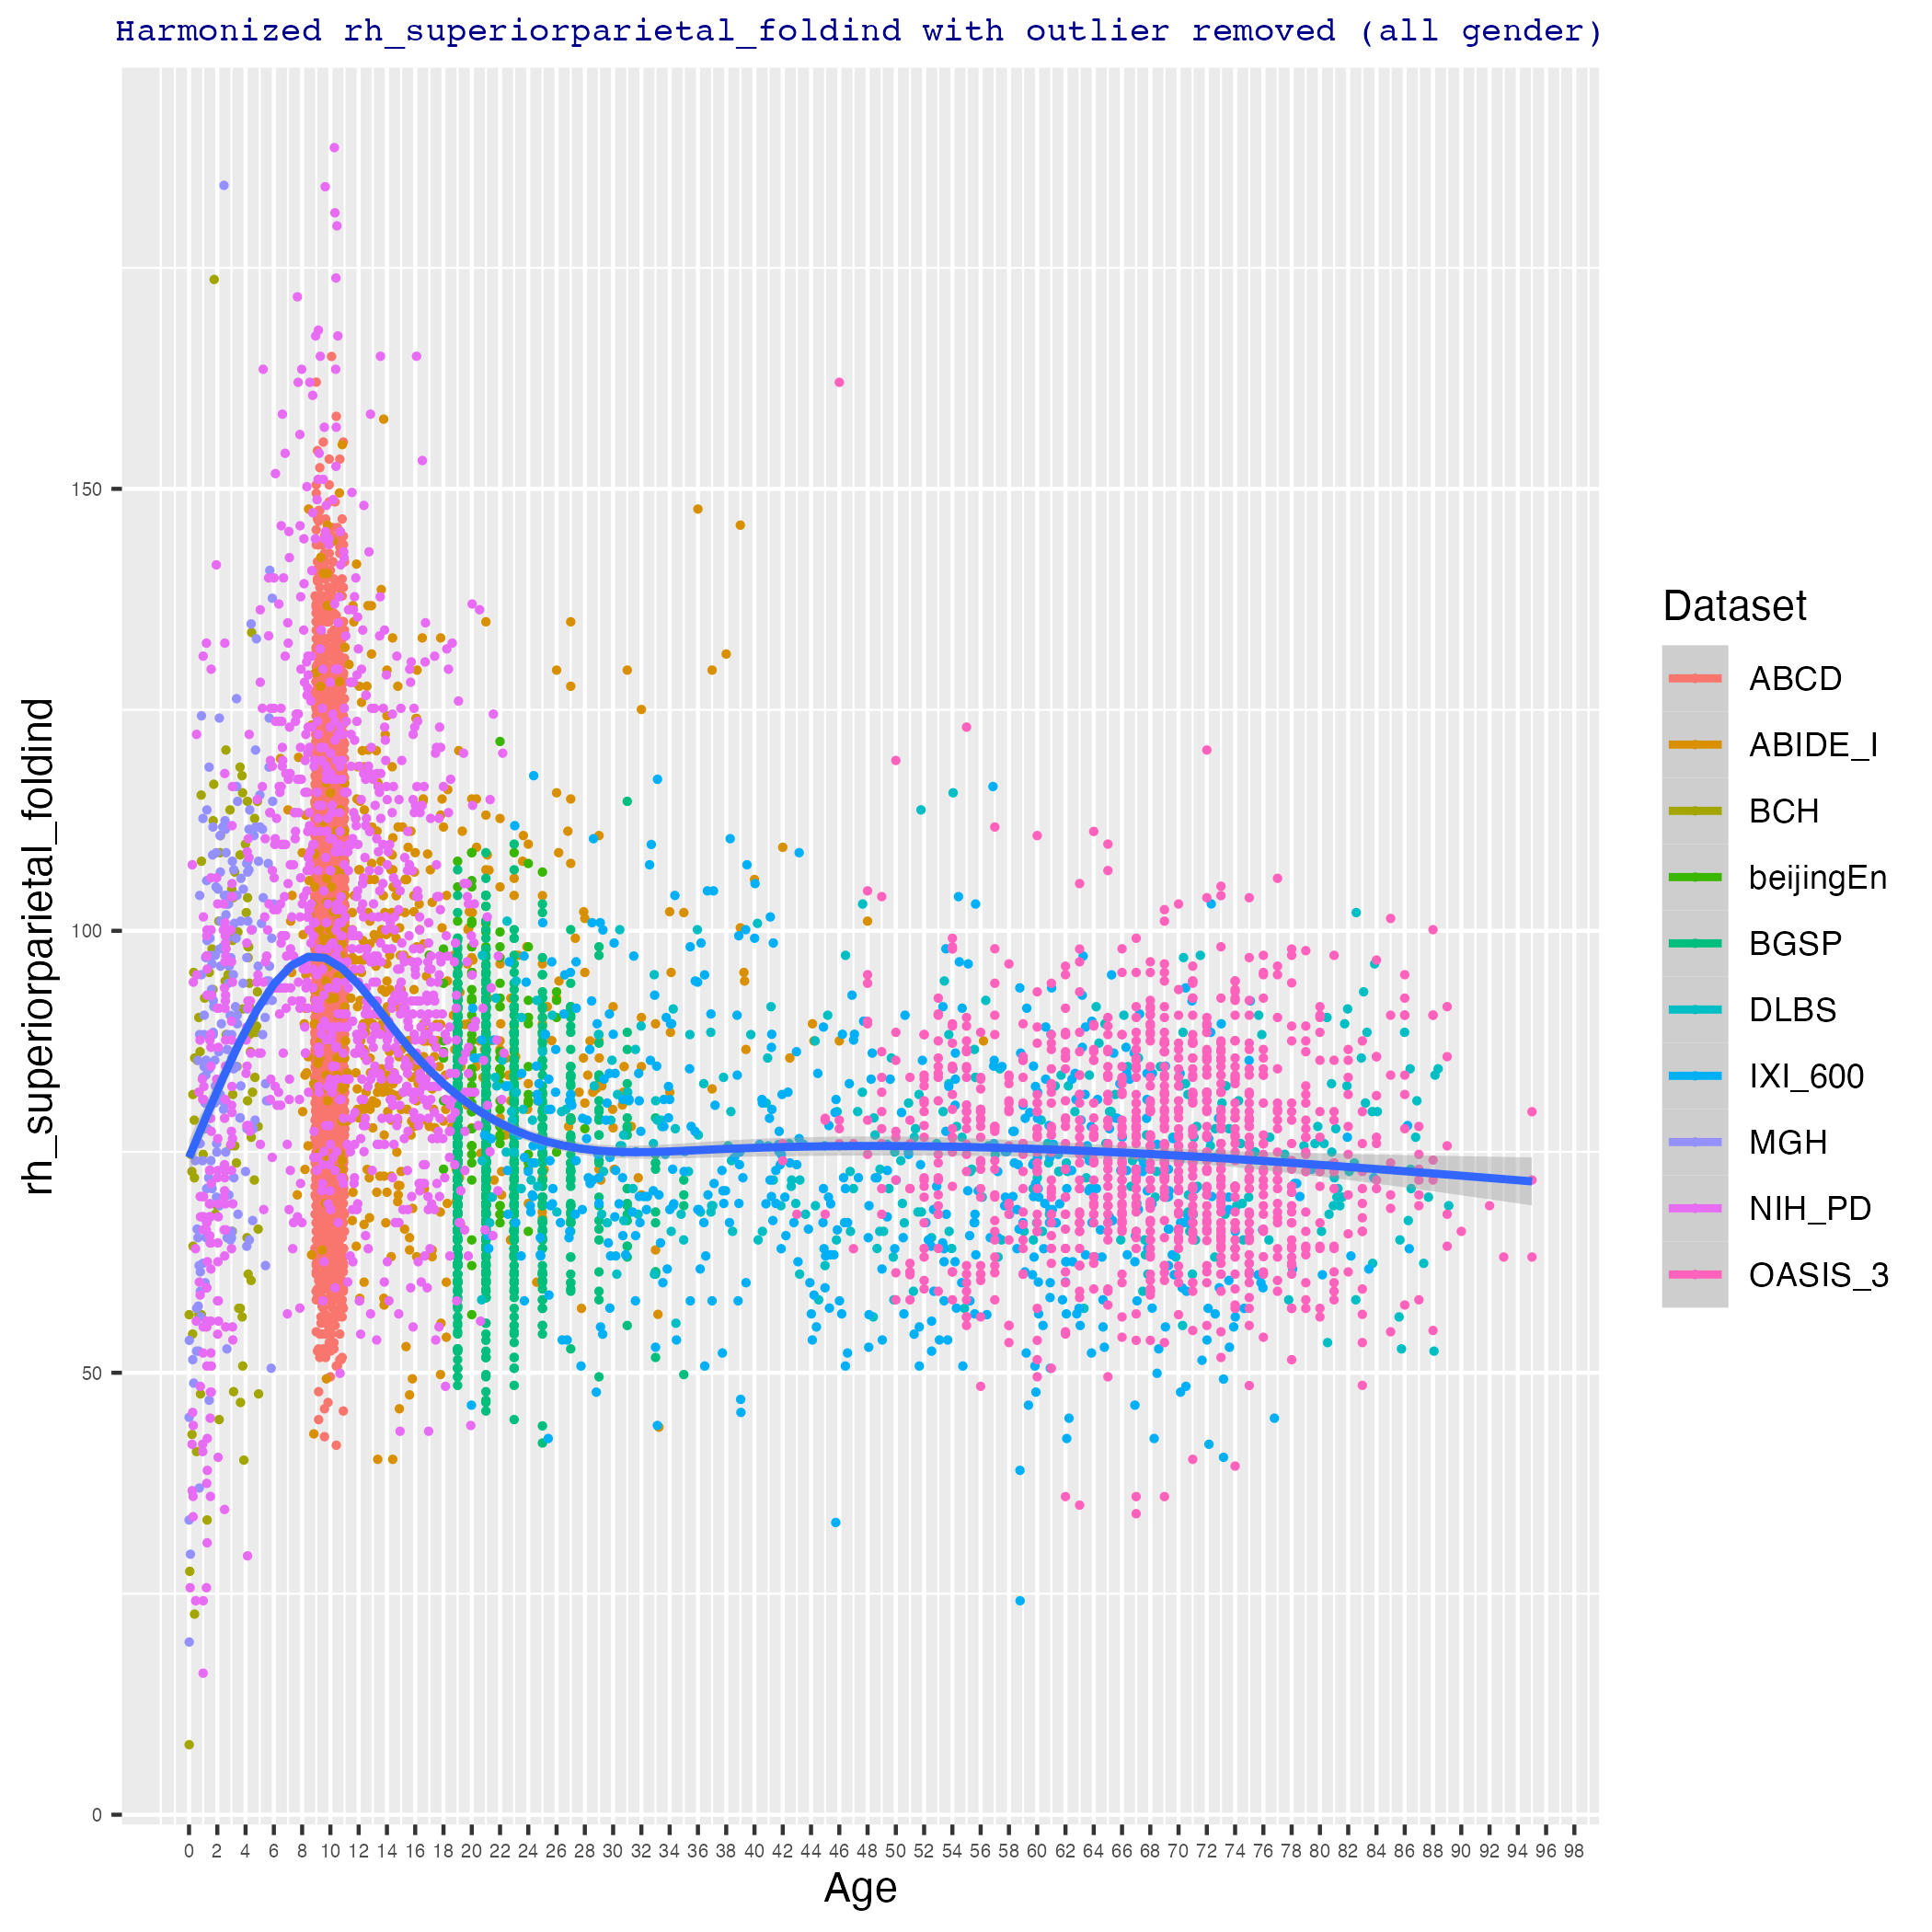 Harmonized rh_superiorparietal_foldind with outlier removed (all gender)
rh_superiorparietal_foldind
150
100
50
0
0 2 4 6 8 10 12 14 16 18 20 22 24 26 28 30 32 34 36 38 40 42 44 46 48 50 52 54 56 58 60 62 64 66 68 70 72 74 76 78 80 82 84 86 88 90 92 94 96 98
Age
Dataset
ABCD
ABIDE_I
BCH
beijingEn
BGSP
DLBS
IXI_600
MGH
NIH_PD
OASIS_3